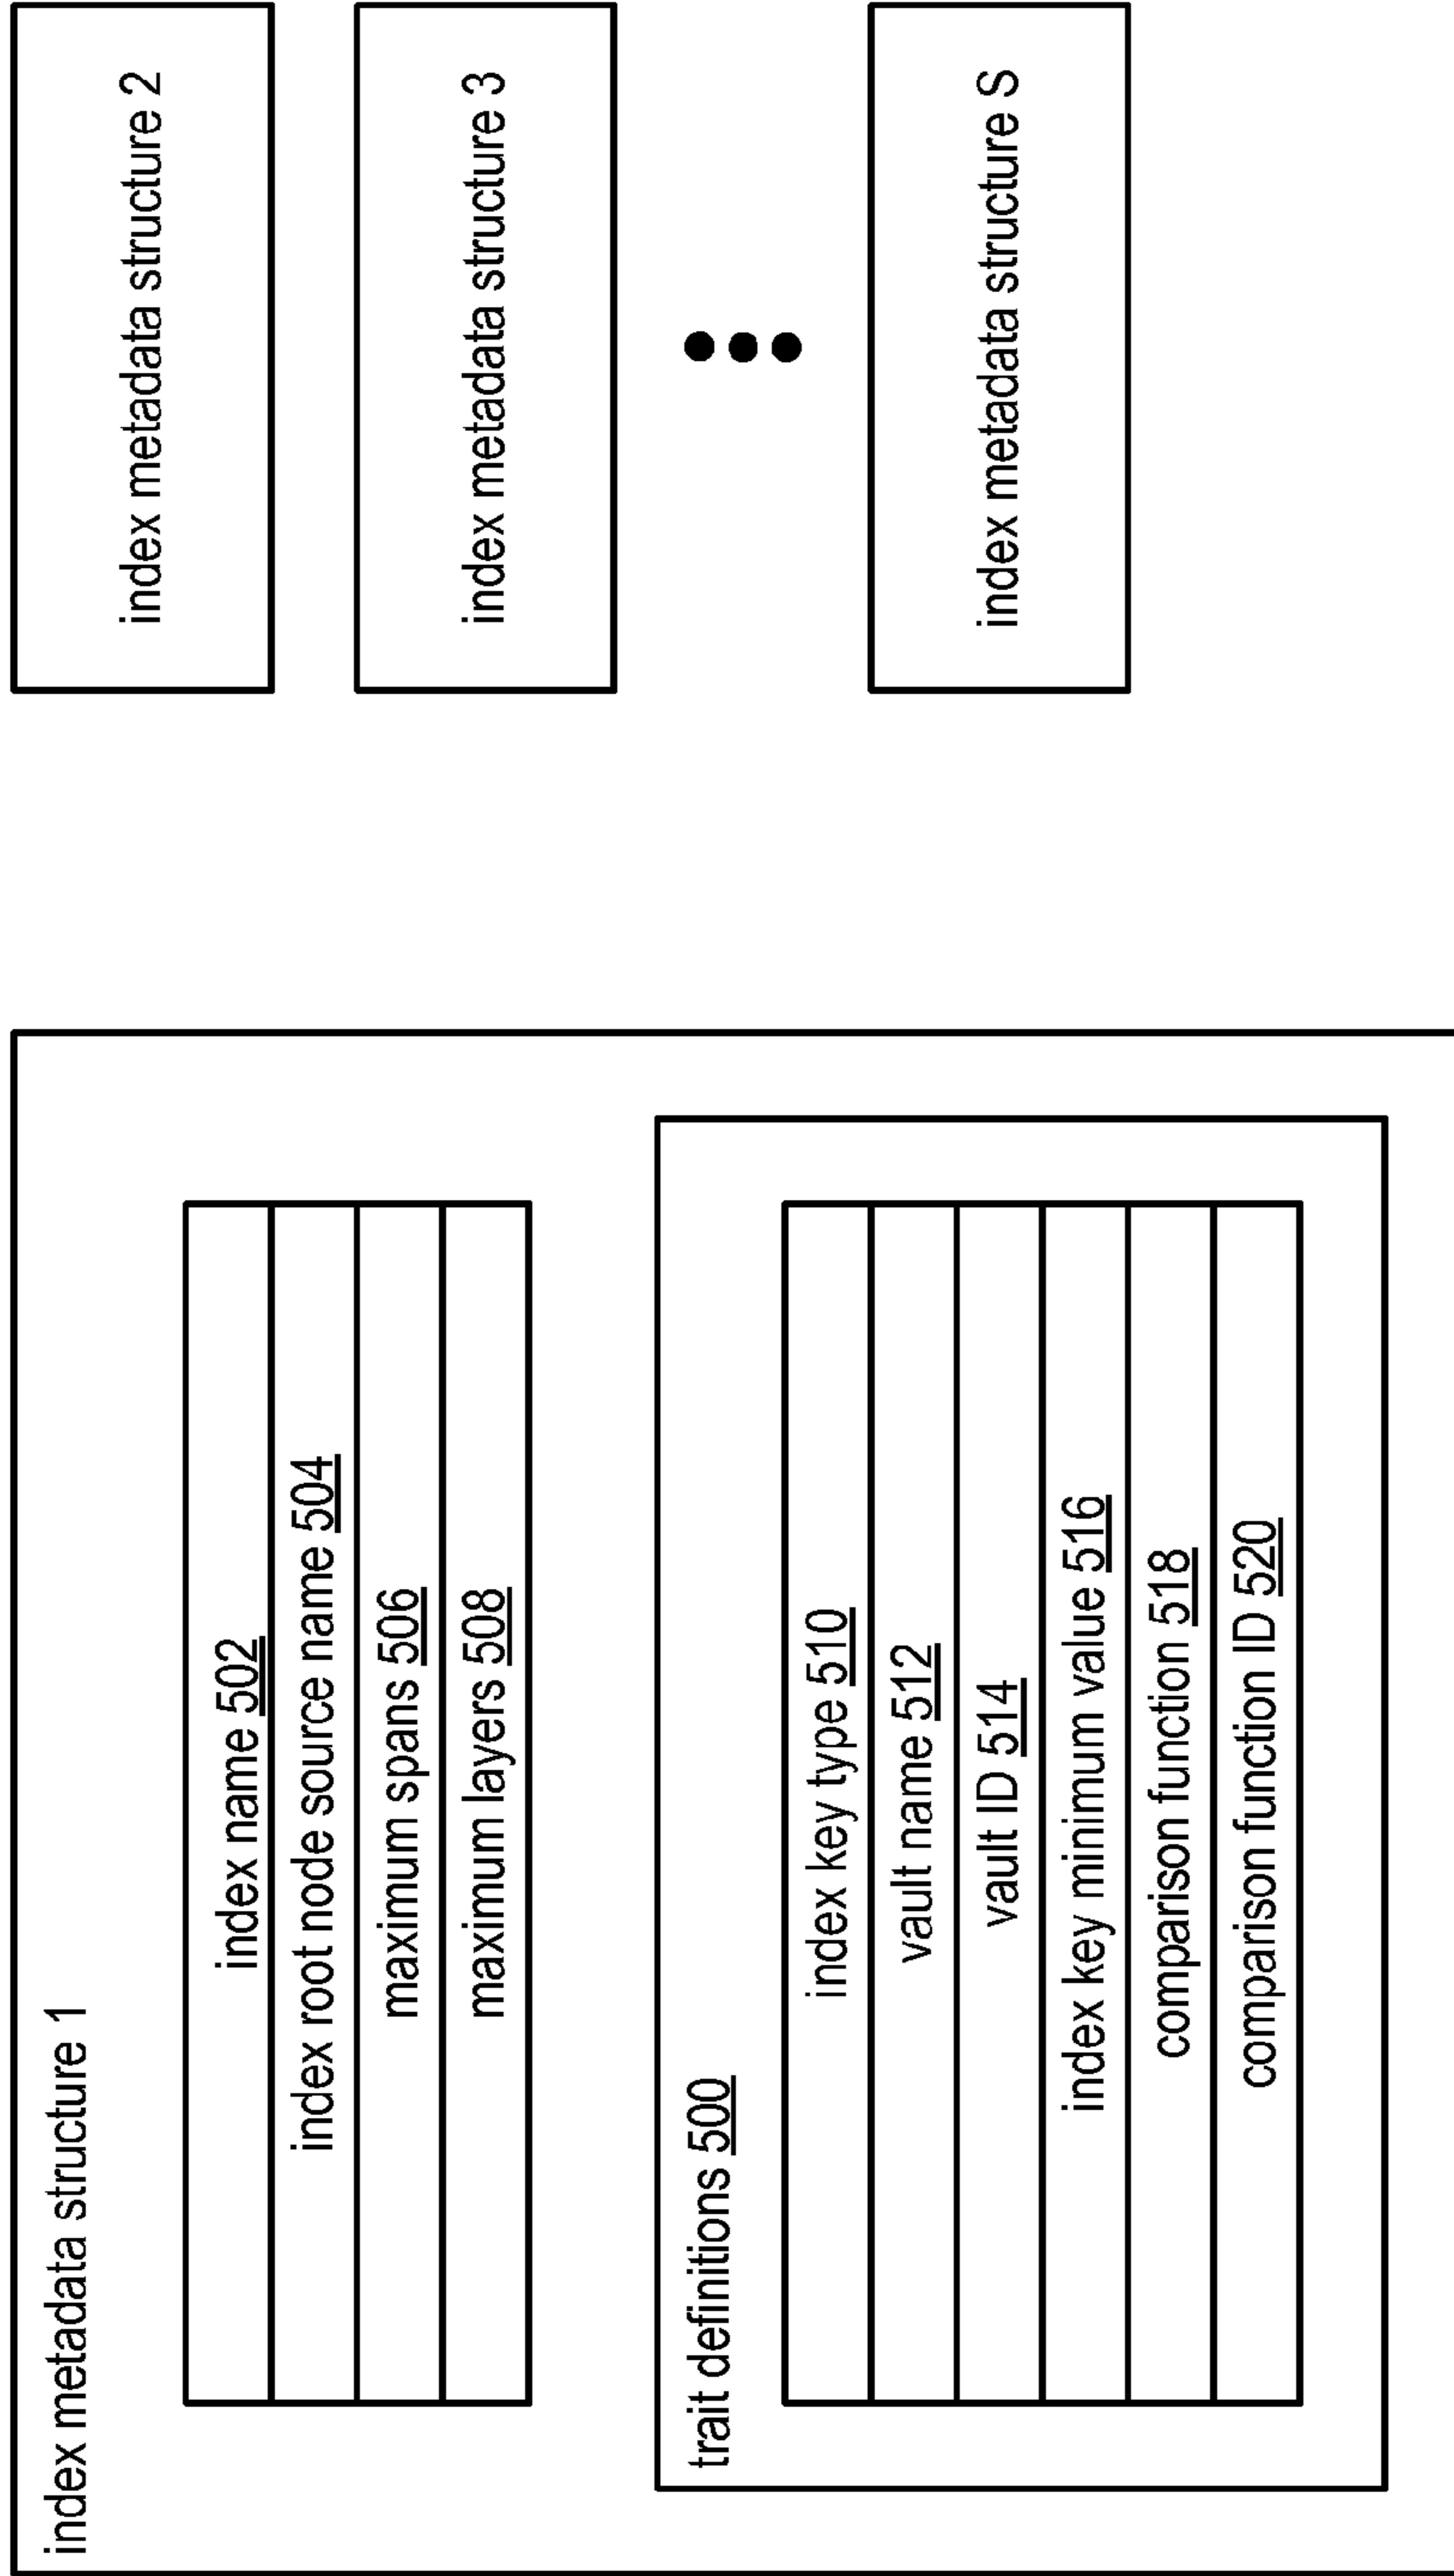 index metadata structure 1
index name 502
index root node source name 504
maximum spans 506
maximum layers 508
trait definitions 500
index key type 510
vault name 512
vault ID 514
index key minimum value 516
comparison function 518
comparison function ID 520
index metadata structure 2
index metadata structure 3
index metadata structure S